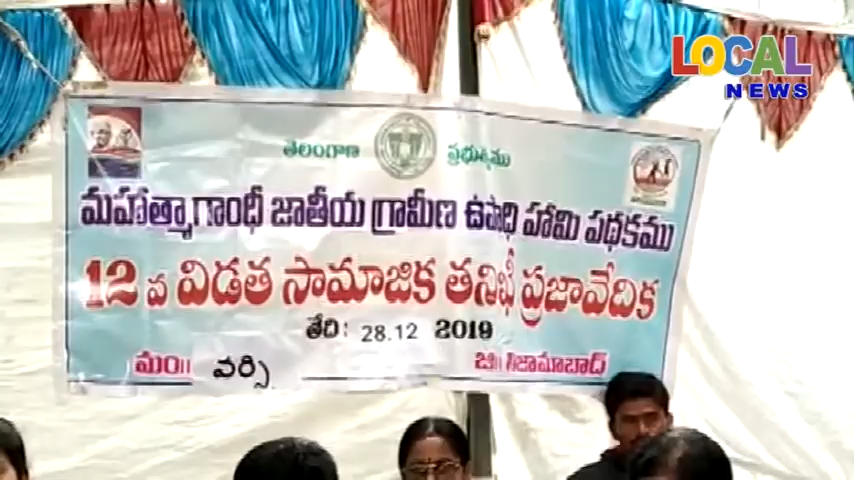 LOCAL
NEWS
తెలంగాణ ప్రభుత్వము
మహాత్మాగాంధీ జాతీయ గ్రామీణ ఉపాధి హామి పథకము
12 వ విడత సామాజిక తనిఖీ ప్రజావేదిక
తేది: 28.12 2019
మం॥ వర్ని జి॥ నిజామాబాద్